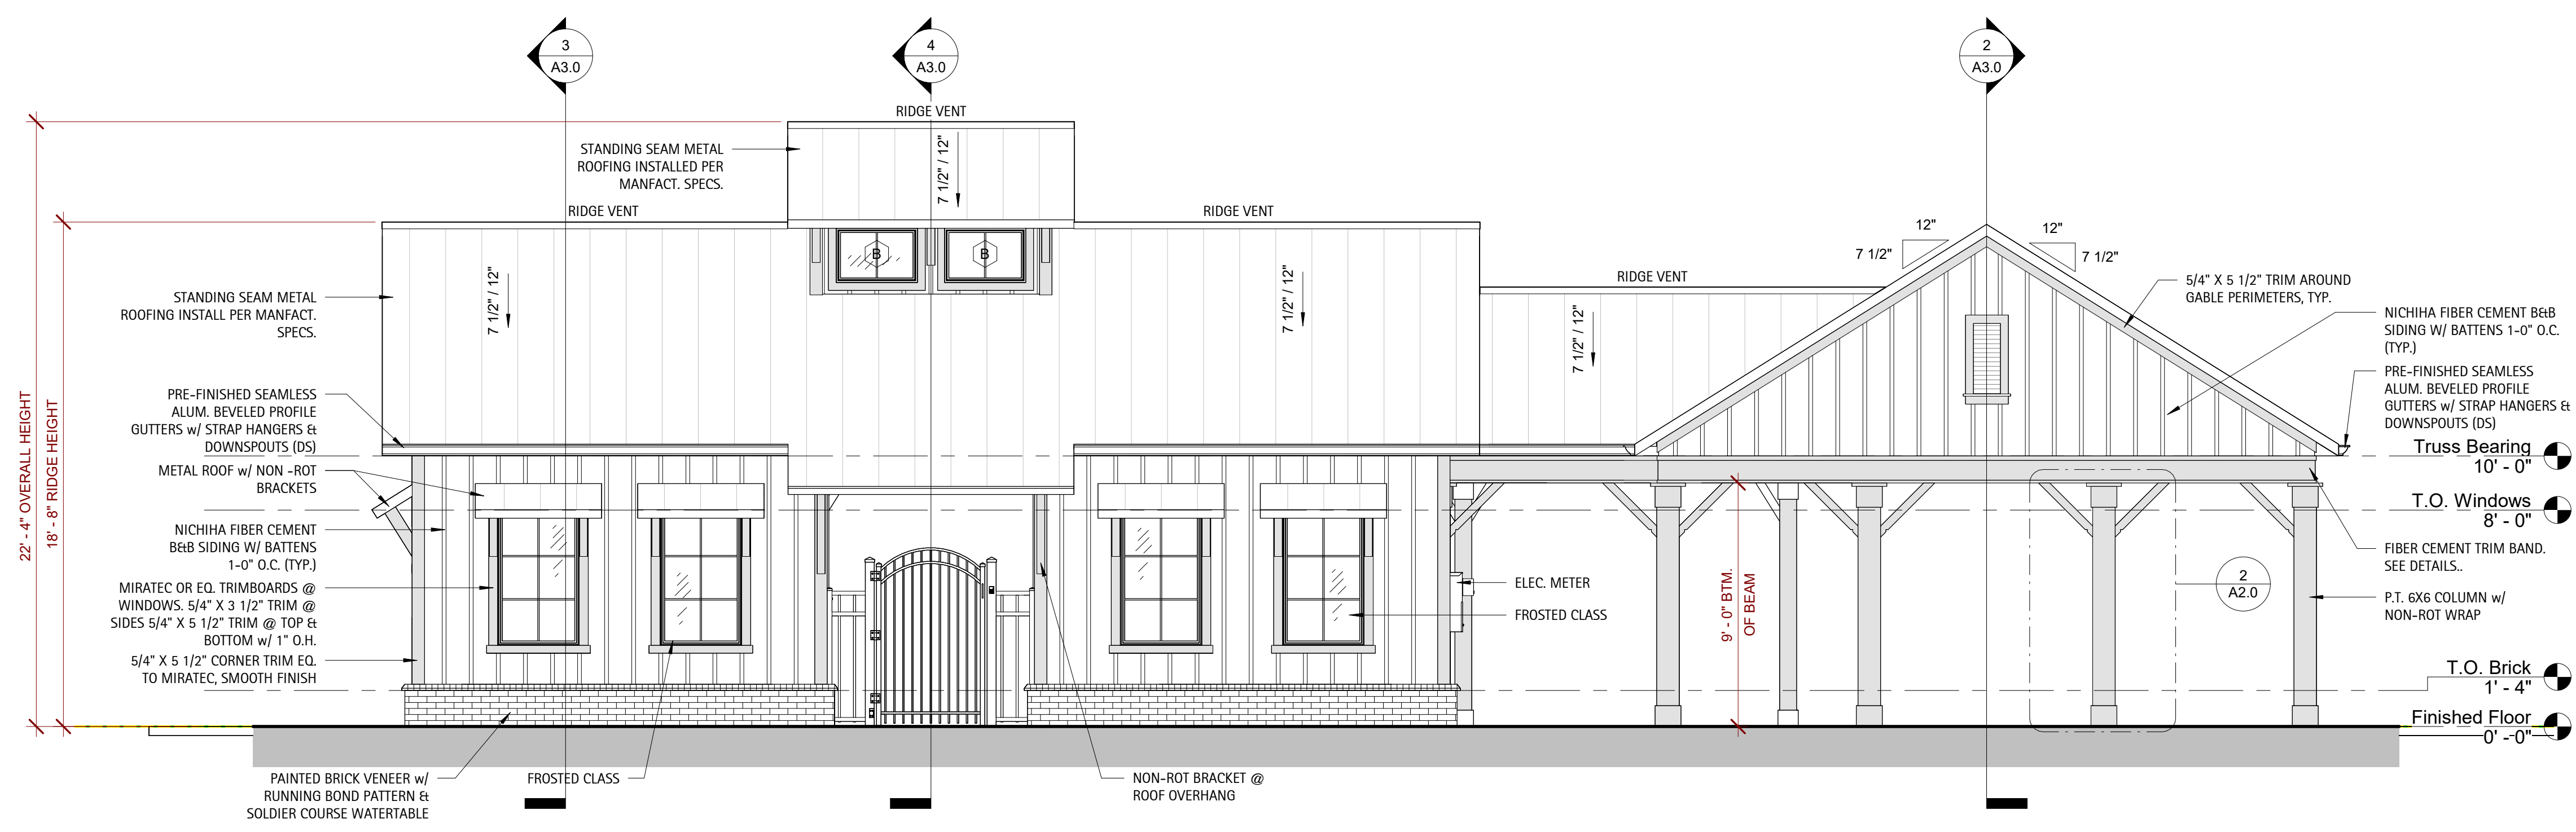 3
A3.0
4
A3.0
2
A3.0
RIDGE VENT
STANDING SEAM METAL
ROOFING INSTALLED PER
MANFACT. SPECS.
7 1/2" / 12"
RIDGE VENT
RIDGE VENT
B
B
7 1/2" / 12"
7 1/2" / 12"
RIDGE VENT
7 1/2" / 12"
12"
7 1/2"
12"
7 1/2"
22' - 4" OVERALL HEIGHT
18' - 8" RIDGE HEIGHT
STANDING SEAM METAL
ROOFING INSTALL PER MANFACT.
SPECS.
PRE-FINISHED SEAMLESS
ALUM. BEVELED PROFILE
GUTTERS w/ STRAP HANGERS &
DOWNSPOUTS (DS)
METAL ROOF w/ NON -ROT
BRACKETS
NICHIHA FIBER CEMENT
B&B SIDING W/ BATTENS
1-0" O.C. (TYP.)
MIRATEC OR EQ. TRIMBOARDS @
WINDOWS. 5/4" X 3 1/2" TRIM @
SIDES 5/4" X 5 1/2" TRIM @ TOP &
BOTTOM w/ 1" O.H.
5/4" X 5 1/2" CORNER TRIM EQ.
TO MIRATEC, SMOOTH FINISH
PAINTED BRICK VENEER w/
RUNNING BOND PATTERN &
SOLDIER COURSE WATERTABLE
FROSTED CLASS
NON-ROT BRACKET @
ROOF OVERHANG
ELEC. METER
FROSTED CLASS
9' - 0" BTM.
OF BEAM
2
A2.0
5/4" X 5 1/2" TRIM AROUND
GABLE PERIMETERS, TYP.
NICHIHA FIBER CEMENT B&B
SIDING W/ BATTENS 1-0" O.C.
(TYP.)
PRE-FINISHED SEAMLESS
ALUM. BEVELED PROFILE
GUTTERS w/ STRAP HANGERS &
DOWNSPOUTS (DS)
Truss Bearing
10' - 0"
T.O. Windows
8' - 0"
FIBER CEMENT TRIM BAND.
SEE DETAILS..
P.T. 6X6 COLUMN w/
NON-ROT WRAP
T.O. Brick
1' - 4"
Finished Floor
0' - 0"